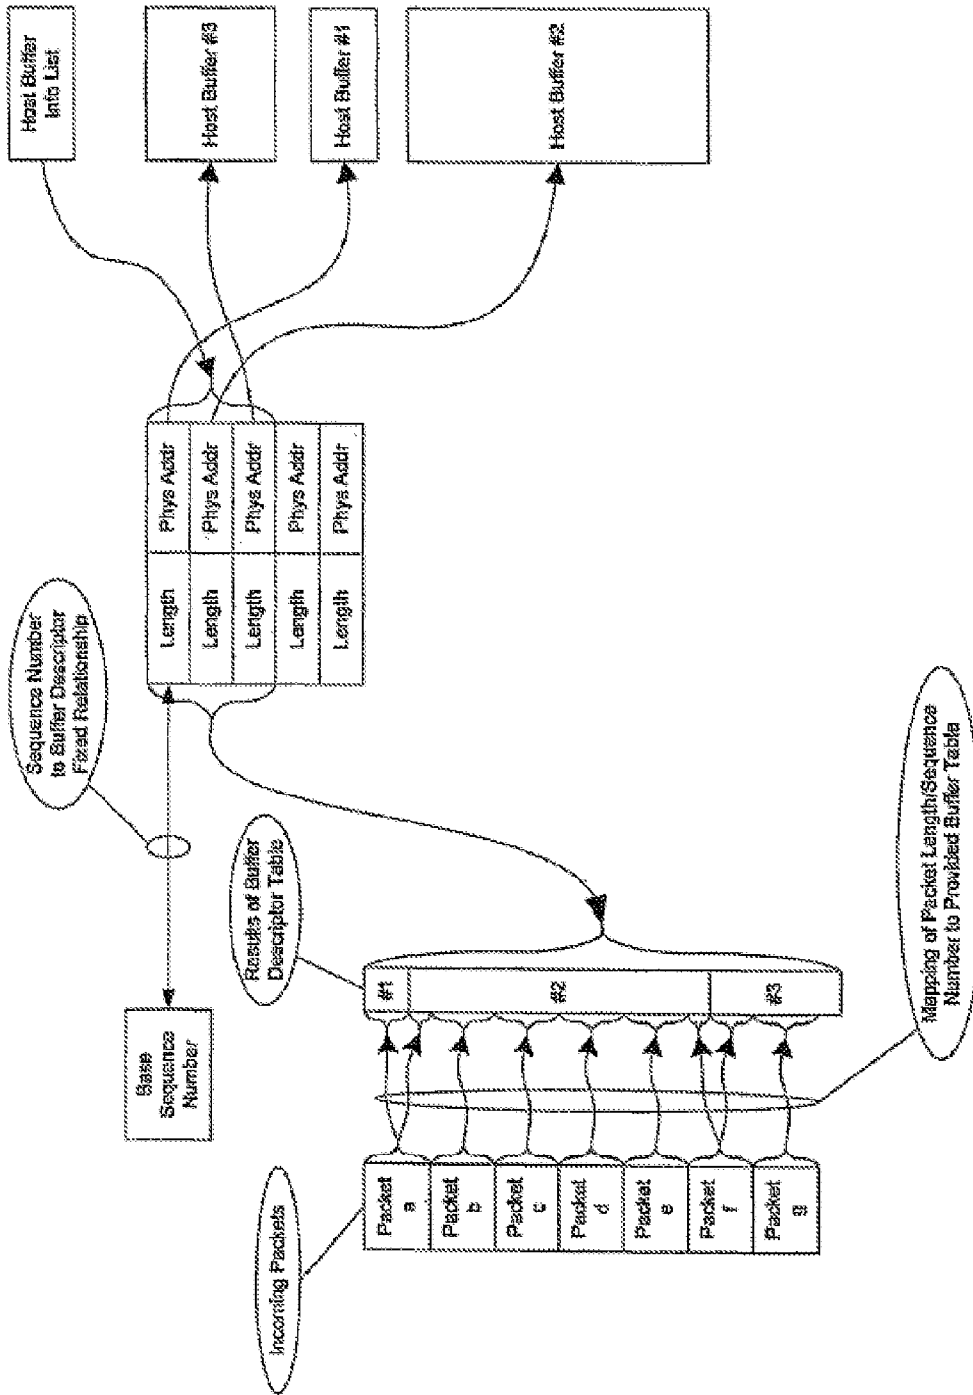 Host Buffer
Info List
Host Buffer #3
Host Buffer #1
Host Buffer #2
Sequence Number
to Buffer Descriptor
Fixed Relationship
Length
Phys Addr
Length
Phys Addr
Length
Phys Addr
Length
Phys Addr
Length
Phys Addr
Base
Sequence
Number
Results of Buffer
Descriptor Table
#1
#2
#3
Incoming Packets
Packet
a
Packet
b
Packet
c
Packet
d
Packet
e
Packet
f
Packet
g
Mapping of Packet Length/Sequence
Number to Provided Buffer Table